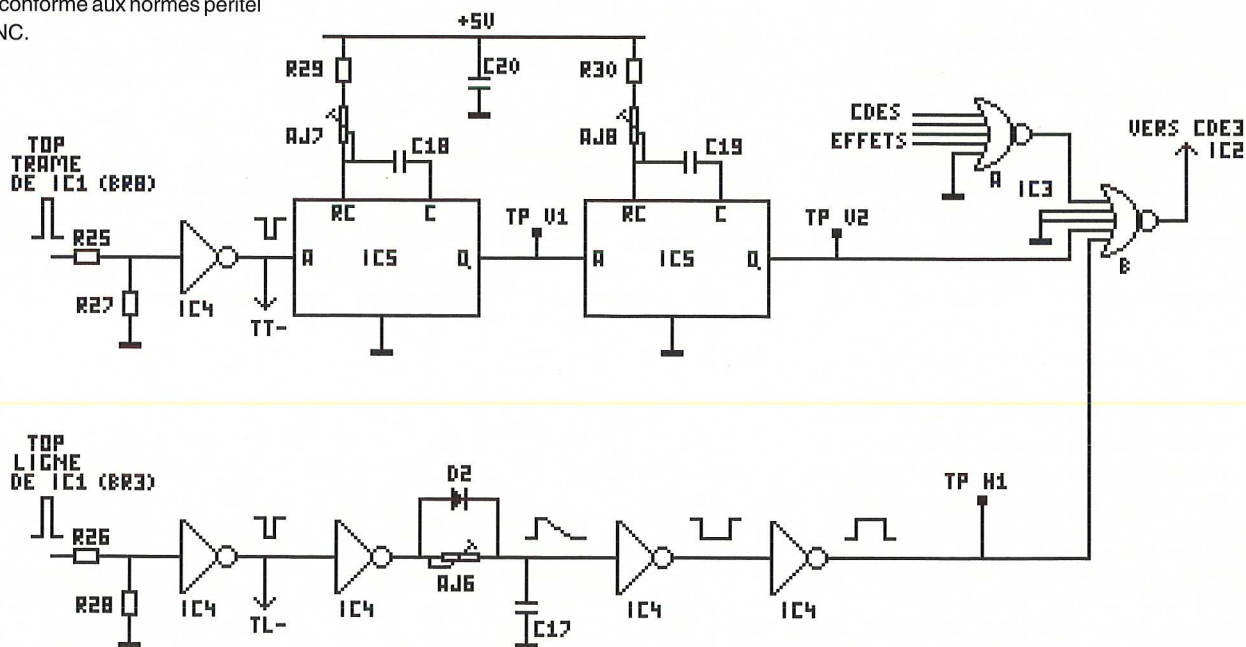 conforme aux normes péritel
NC.
+5V
R29
C20
R30
AJ7
C18
AJ8
C19
CDES
EFFETS
VERS CDE3
IC2
TOP
TRAME
DE IC1 (BR8)
A
IC3
RC
C
TP V1
RC
C
TP V2
R25
A
IC5
Q
A
IC5
Q
B
R27
IC4
TT-
TOP
LIGNE
DE IC1 (BR3)
D2
TP H1
R26
AJ6
R28
IC4
TL-
IC4
C17
IC4
IC4